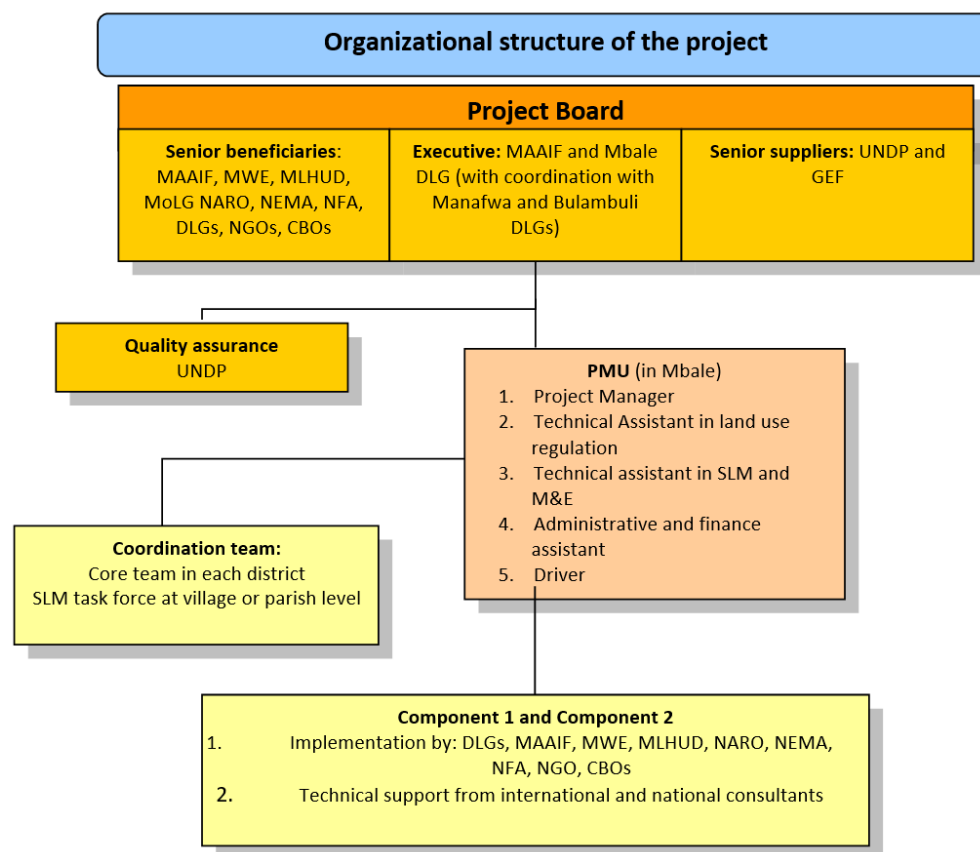 Organizational structure of the project
Project Board
Senior beneficiaries:
MAAIF, MWE, MLHUD,
MoLG NARO, NEMA, NFA,
DLGs, NGOs, CBOs
Executive: MAAIF and Mbale
DLG (with coordination with
Manafwa and Bulambuli
DLGs)
Senior suppliers: UNDP and
GEF
Quality assurance
UNDP
PMU (in Mbale)
1. Project Manager
2. Technical Assistant in land use
regulation
3. Technical assistant in SLM and
M&E
4. Administrative and finance
assistant
5. Driver
Coordination team:
Core team in each district
SLM task force at village or parish level
Component 1 and Component 2
1. Implementation by: DLGs, MAAIF, MWE, MLHUD, NARO, NEMA,
NFA, NGO, CBOs
2. Technical support from international and national consultants